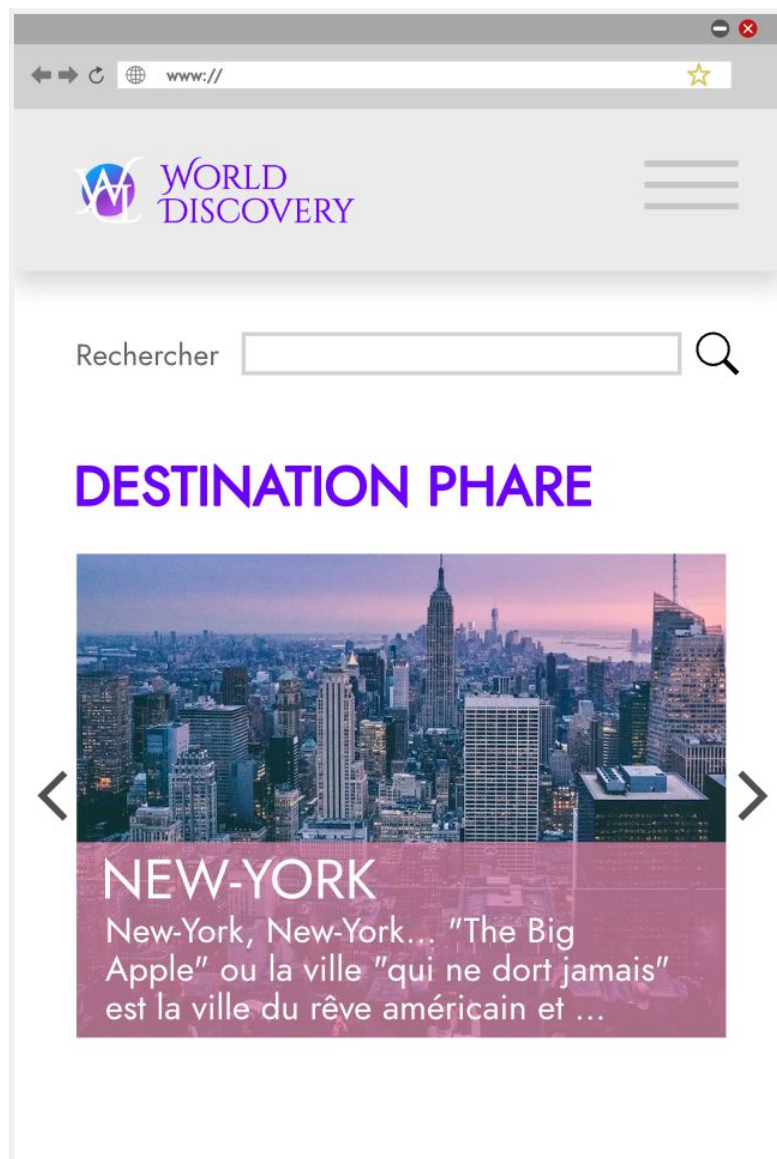 www://
WORLD
DISCOVERY
Rechercher
DESTINATION PHARE
NEW-YORK
New-York, New-York... "The Big
Apple" ou la ville "qui ne dort jamais"
est la ville du rêve américain et ...